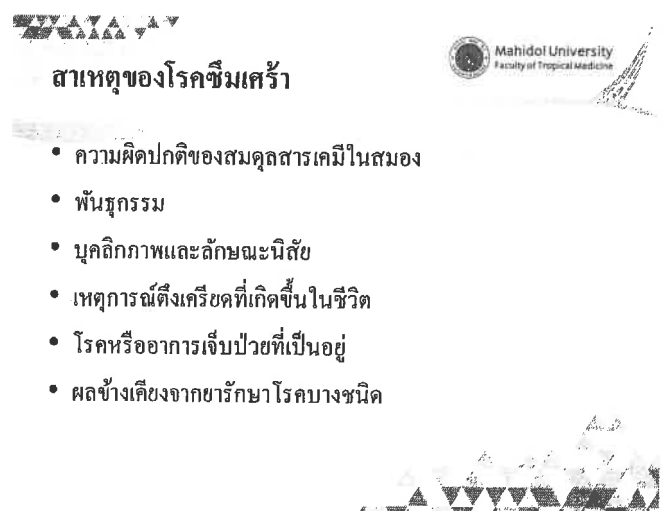 Mahidol University
Faculty of Tropical Medicine
สาเหตุของโรคซึมเศร้า
• ความผิดปกติของสมดุลสารเคมีในสมอง
• พันธุกรรม
• บุคลิกภาพและลักษณะนิสัย
• เหตุการณ์ตึงเครียดที่เกิดขึ้นในชีวิต
• โรคหรืออาการเจ็บป่วยที่เป็นอยู่
• ผลข้างเคียงจากยารักษาโรคบางชนิด